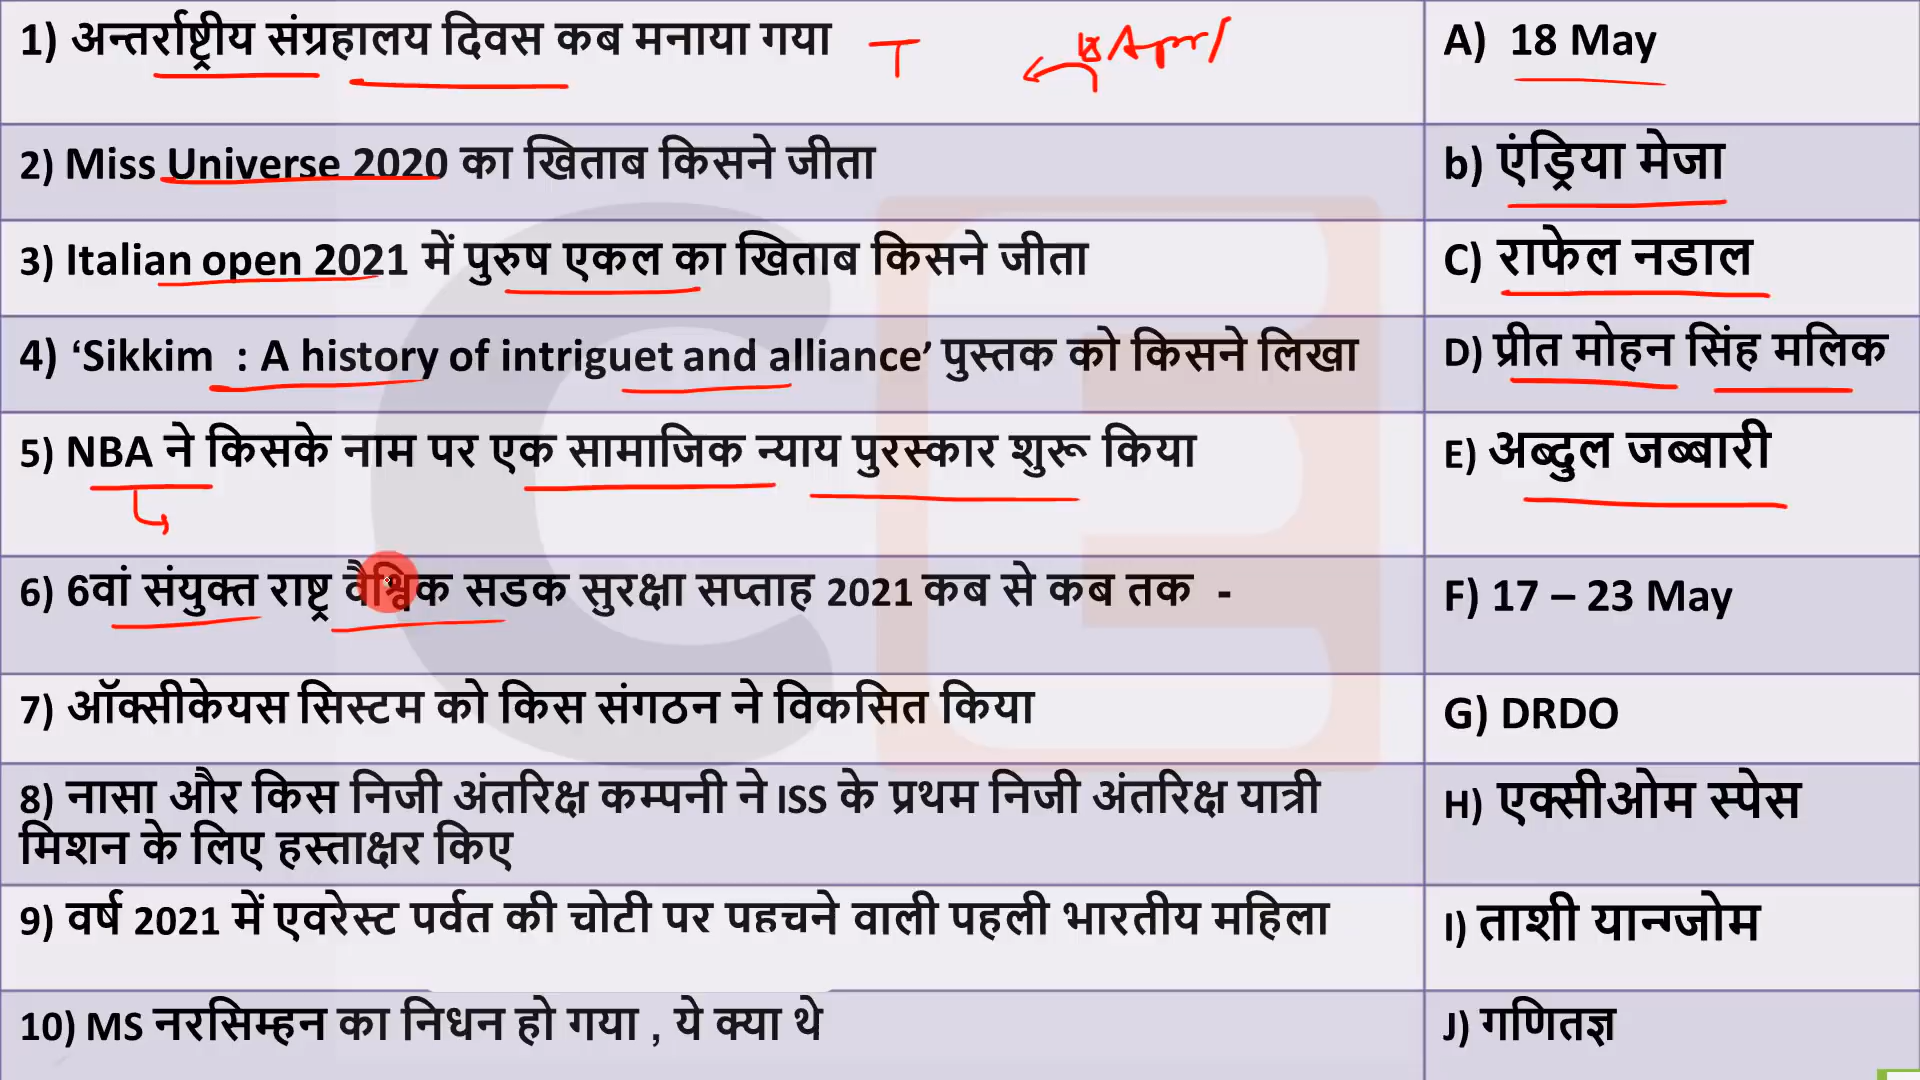 1) अन्तर्राष्ट्रीय संग्रहालय दिवस कब मनाया गया T April A) 18 May
2) Miss Universe 2020 का खिताब किसने जीता b) एंड्रिया मेजा
3) Italian open 2021 में पुरुष एकल का खिताब किसने जीता C) राफेल नडाल
4) ‘Sikkim : A history of intriguet and alliance’ पुस्तक को किसने लिखा D) प्रीत मोहन सिंह मलिक
5) NBA ने किसके नाम पर एक सामाजिक न्याय पुरस्कार शुरू किया E) अब्दुल जब्बारी
6) 6वां संयुक्त राष्ट्र वैश्विक सडक सुरक्षा सप्ताह 2021 कब से कब तक - F) 17 – 23 May
7) ऑक्सीकेयस सिस्टम को किस संगठन ने विकसित किया G) DRDO
8) नासा और किस निजी अंतरिक्ष कम्पनी ने ISS के प्रथम निजी अंतरिक्ष यात्री H) एक्सीओम स्पेस
मिशन के लिए हस्ताक्षर किए
9) वर्ष 2021 में एवरेस्ट पर्वत की चोटी पर पहुचने वाली पहली भारतीय महिला I) ताशी यान्जोम
10) MS नरसिम्हन का निधन हो गया , ये क्या थे J) गणितज्ञ